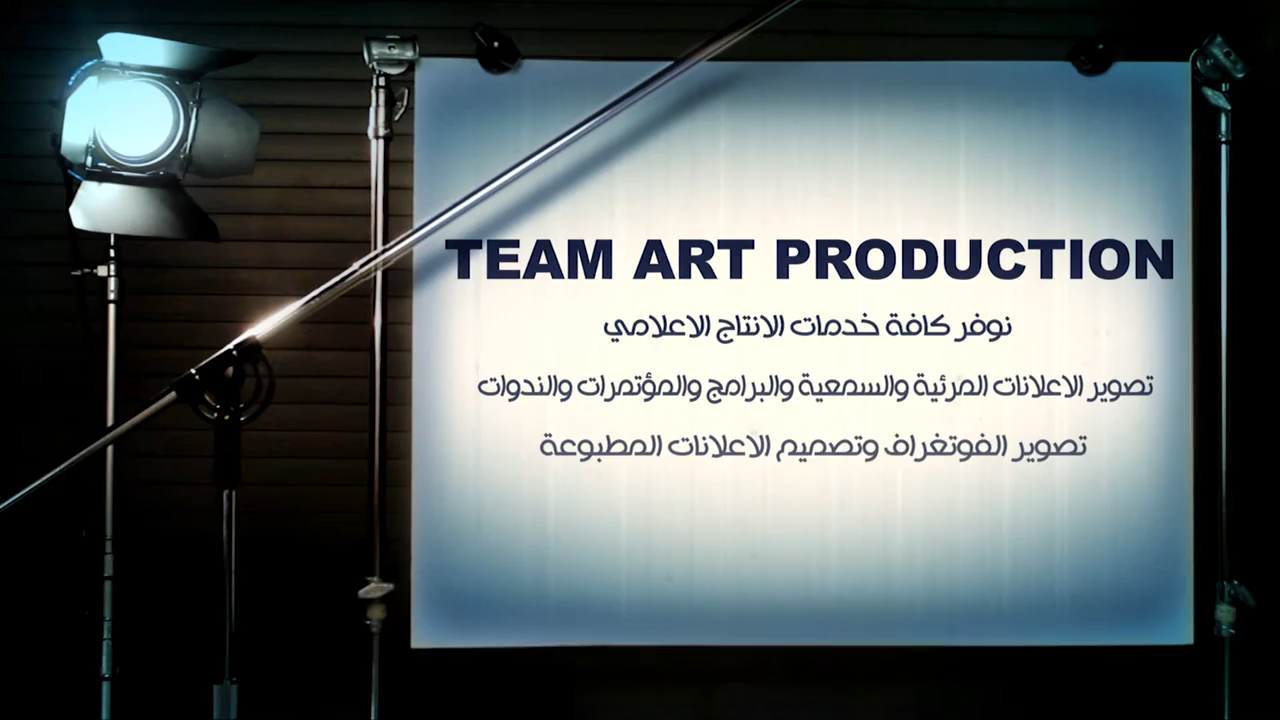 TEAM ART PRODUCTION
نوفر كافة خدمات الانتاج الاعلامي
تصوير الاعلانات المرئية والسمعية والبرامج والمؤتمرات والندوات
تصوير الفوتغراف وتصميم الاعلانات المطبوعة